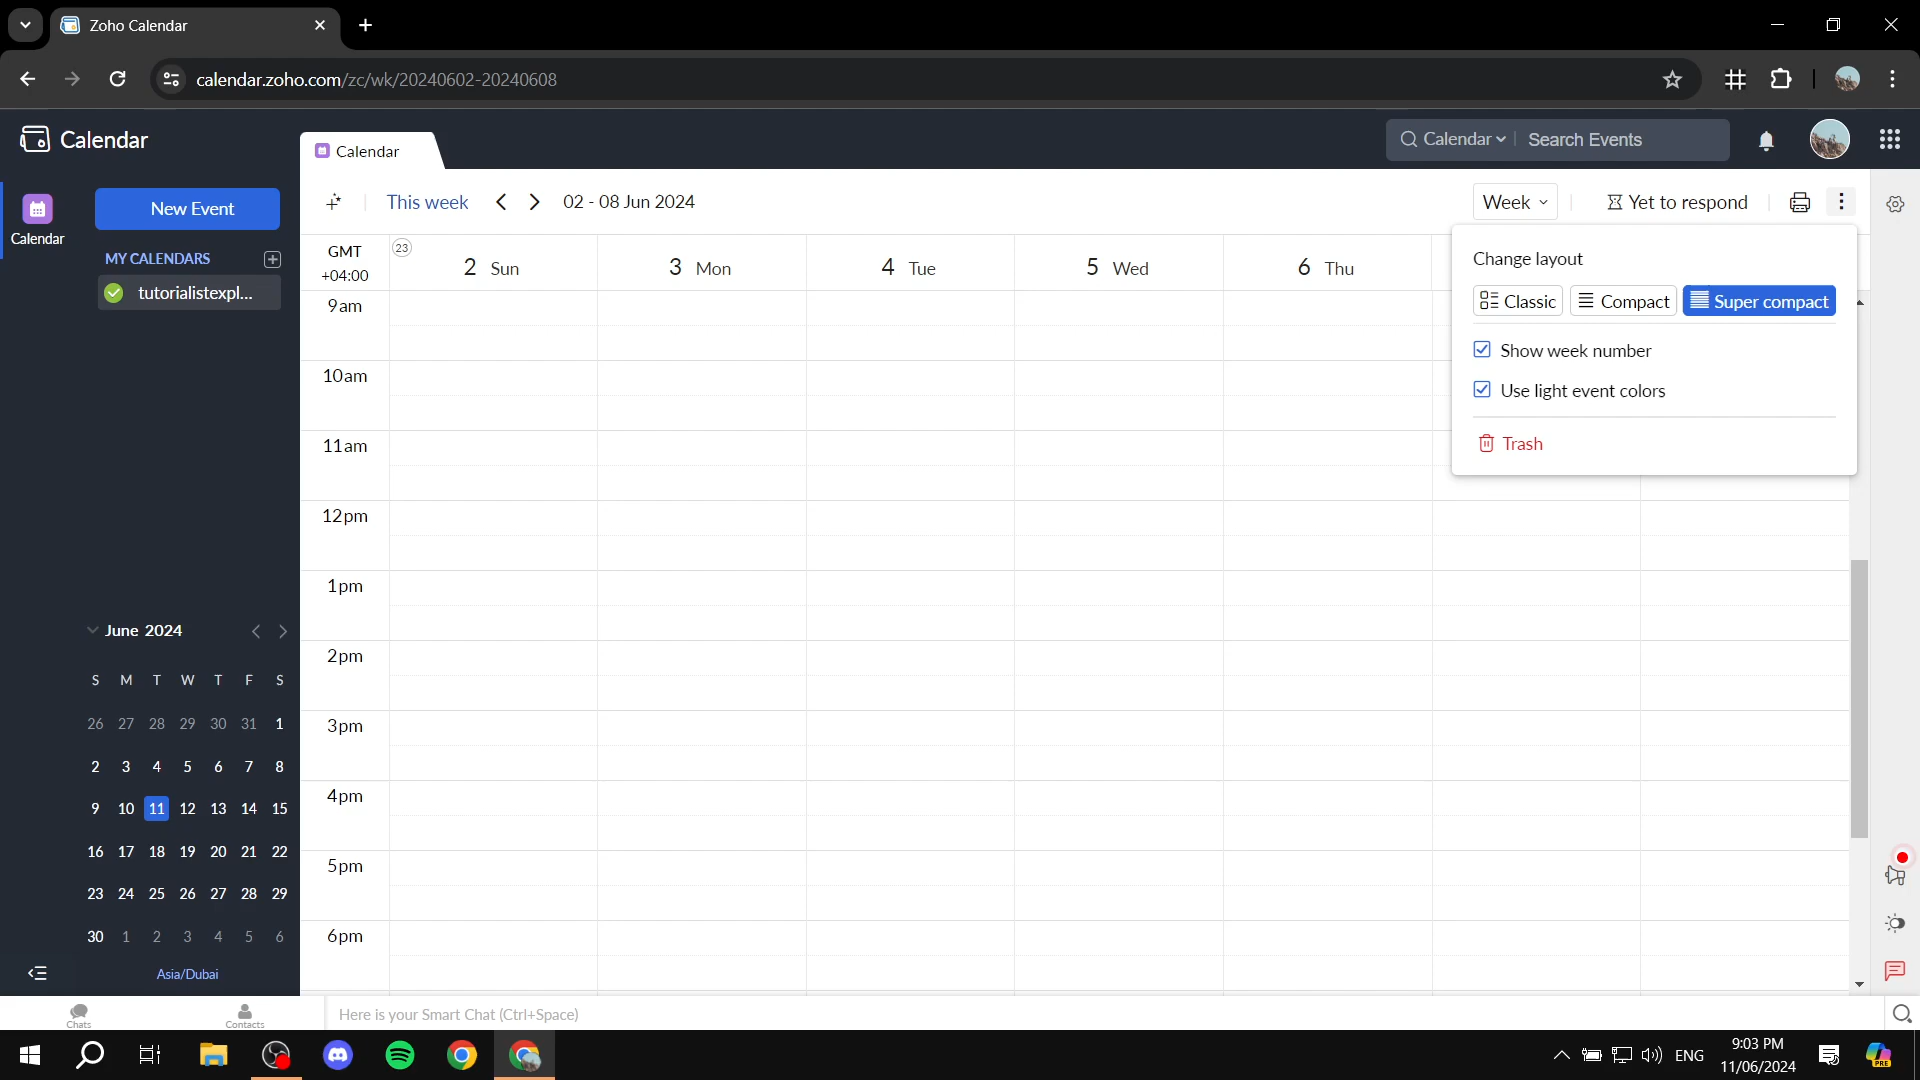 Zoho Calendar
calendar.zoho.com/zc/wk/20240602-20240608
Calendar
Calendar
Calendar
Search Events
Calendar
New Event
MY CALENDARS
tutorialistexpl...
This week
02 - 08 Jun 2024
Week
Yet to respond
GMT
+04:00
23
2 Sun
3 Mon
4 Tue
5 Wed
6 Thu
Change layout
Classic
Compact
Super compact
Show week number
Use light event colors
Trash
9am
10am
11am
12pm
1pm
2pm
3pm
4pm
5pm
6pm
June 2024
S M T W T F S
26 27 28 29 30 31 1
2 3 4 5 6 7 8
9 10 11 12 13 14 15
16 17 18 19 20 21 22
23 24 25 26 27 28 29
30 1 2 3 4 5 6
Asia/Dubai
Chats
Contacts
Here is your Smart Chat (Ctrl+Space)
ENG
9:03 PM
11/06/2024
PRE